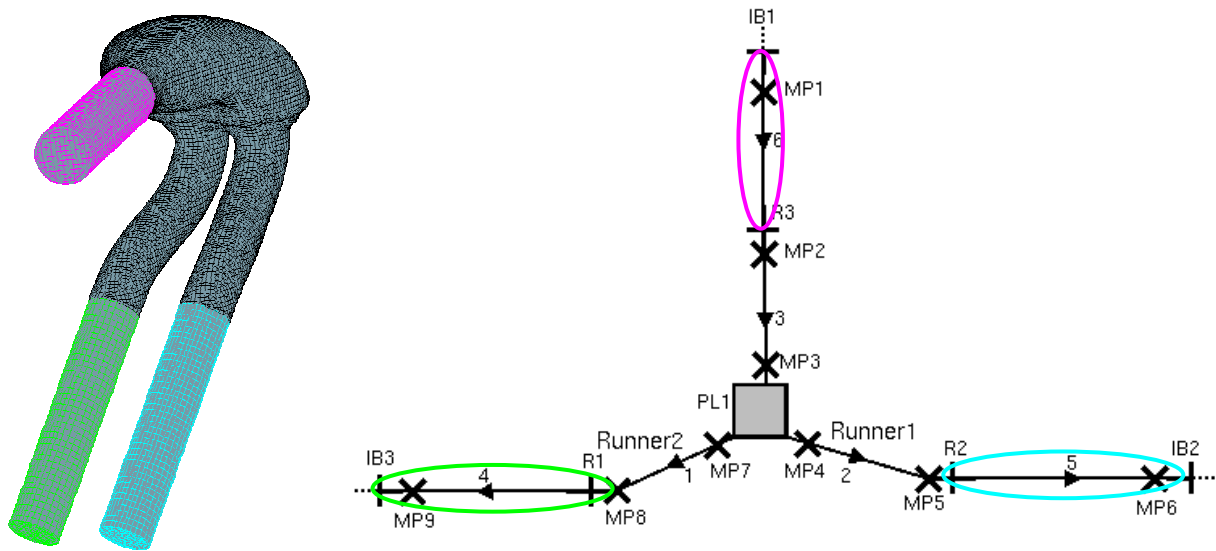 IB1
MP1
6
R3
MP2
3
MP3
PL1
Runner2
Runner1
MP7
MP4
1
2
IB3
R1
4
MP9
MP8
R2
5
IB2
MP5
MP6